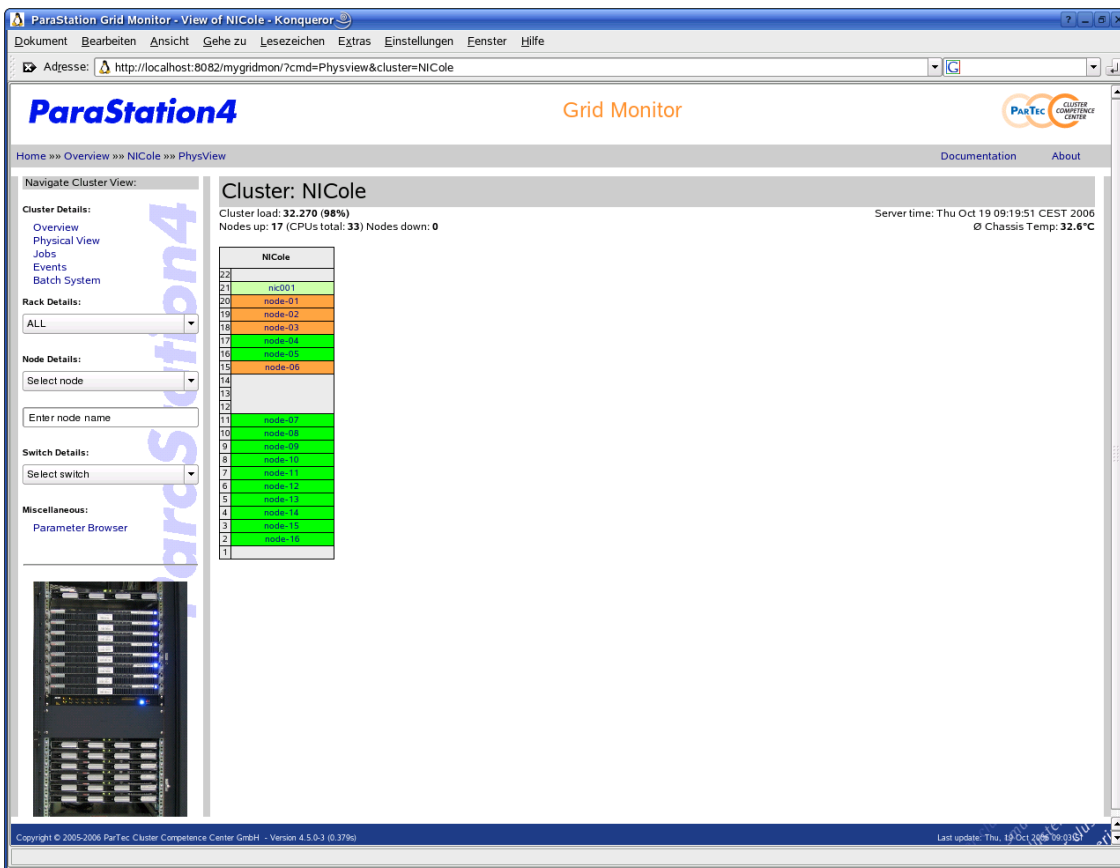 ParaStation Grid Monitor - View of NICole - Konqueror
Dokument Bearbeiten Ansicht Gehe zu Lesezeichen Extras Einstellungen Fenster Hilfe
Adresse: http://localhost:8082/mygridmon/?cmd=Physview&cluster=NICole
ParaStation4
Grid Monitor
PARTEC CLUSTER COMPETENCE CENTER
Home »» Overview »» NICole »» PhysView
Documentation About
Navigate Cluster View:
Cluster Details:
Overview
Physical View
Jobs
Events
Batch System
Rack Details:
ALL
Node Details:
Select node
Enter node name
Switch Details:
Select switch
Miscellaneous:
Parameter Browser
ParaStation4
Cluster: NICole
Cluster load: 32.270 (98%)
Nodes up: 17 (CPUs total: 33) Nodes down: 0
Server time: Thu Oct 19 09:19:51 CEST 2006
Ø Chassis Temp: 32.6°C
NICole
22
21 nic001
20 node-01
19 node-02
18 node-03
17 node-04
16 node-05
15 node-06
14
13
12
11 node-07
10 node-08
9 node-09
8 node-10
7 node-11
6 node-12
5 node-13
4 node-14
3 node-15
2 node-16
1
Copyright © 2005-2006 ParTec Cluster Competence Center GmbH - Version 4.5.0-3 (0.379s)
Last update: Thu, 19 Oct 2006